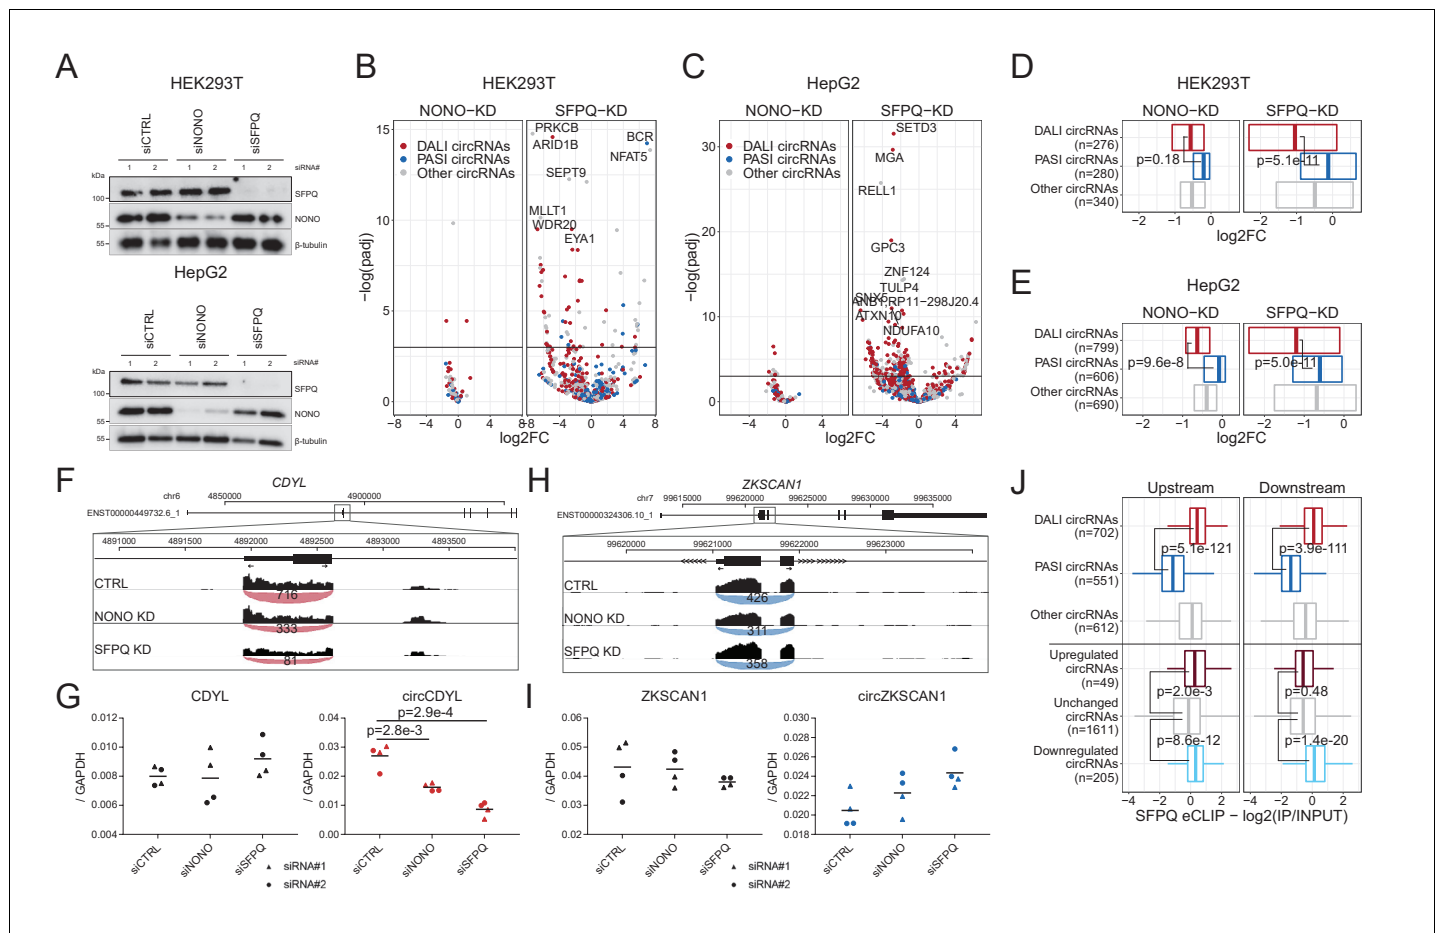 A
HEK293T
siCTRL
siNONO
siSFPQ
1 2 1 2 1 2 siRNA#
kDa
100
SFPQ
NONO
55
β-tubulin
HepG2
siCTRL
siNONO
siSFPQ
1 2 1 2 1 2 siRNA#
kDa
100
SFPQ
NONO
55
55
β-tubulin
B
HEK293T
NONO−KD SFPQ−KD
DALI circRNAs
PASI circRNAs
Other circRNAs
PRKCB
ARID1B
BCR
NFAT5
SEPT9
MLLT1
WDR20
EYA1
15
10
5
0
−log(padj)
−8 −4 0 4 8 −8 −4 0 4 8
log2FC
C
HepG2
NONO−KD SFPQ−KD
DALI circRNAs
PASI circRNAs
Other circRNAs
SETD3
MGA
RELL1
GPC3
ZNF124
TULP4
RP11−298J20.4
ATXN10
NDUFA10
30
20
10
0
−log(padj)
−4 0 4 −4 0 4
log2FC
D
HEK293T
NONO−KD SFPQ−KD
DALI circRNAs
(n=276)
PASI circRNAs
(n=280)
Other circRNAs
(n=340)
p=0.18
p=5.1e-11
−2 −1 0 −2 −1 0
log2FC
E
HepG2
NONO−KD SFPQ−KD
DALI circRNAs
(n=799)
PASI circRNAs
(n=606)
Other circRNAs
(n=690)
p=9.6e-8
p=5.0e-11
−2 −1 0 −2 −1 0
log2FC
F
CDYL
chr6
4850000 4900000
ENST00000449732.6_1
4891000 4891500 4892000 4892500 4893000 4893500
CTRL
716
NONO KD
333
SFPQ KD
81
G
CDYL
/ GAPDH
0.012
0.010
0.008
0.006
0.004
siCTRL
siNONO
siSFPQ
circCDYL
p=2.9e-4
p=2.8e-3
/ GAPDH
0.04
0.03
0.02
0.01
0.00
siCTRL
siNONO
siSFPQ
siRNA#1
siRNA#2
H
ZKSCAN1
chr7
99615000 99620000 99625000 99630000 99635000
ENST00000324306.10_1
99620000 99621000 99622000 99623000
CTRL
426
NONO KD
311
SFPQ KD
358
I
ZKSCAN1
/ GAPDH
0.06
0.05
0.04
0.03
0.02
siCTRL
siNONO
siSFPQ
circZKSCAN1
/ GAPDH
0.030
0.028
0.026
0.024
0.022
0.020
0.018
siCTRL
siNONO
siSFPQ
siRNA#1
siRNA#2
J
Upstream Downstream
DALI circRNAs
(n=702)
PASI circRNAs
(n=551)
Other circRNAs
(n=612)
Upregulated
circRNAs
(n=49)
Unchanged
circRNAs
(n=1611)
Downregulated
circRNAs
(n=205)
p=5.1e-121
p=3.9e-111
p=2.0e-3
p=0.48
p=8.6e-12
p=1.4e-20
−4 −2 0 2 −4 −2 0 2
SFPQ eCLIP − log2(IP/INPUT)